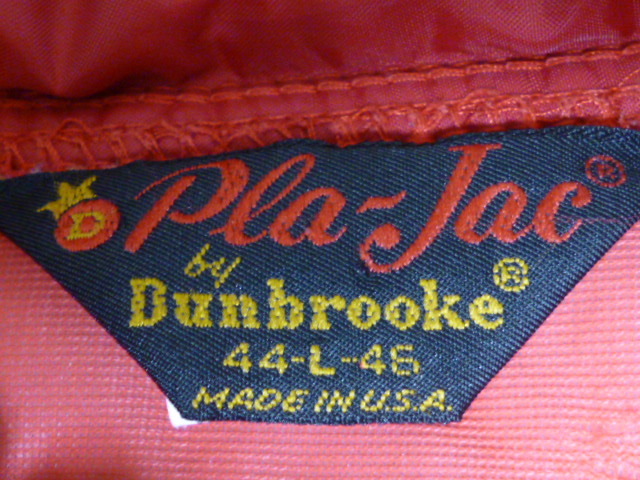 D Pla-Jac®
by
Dunbrooke®
44-L-46
MADE IN U.S.A.